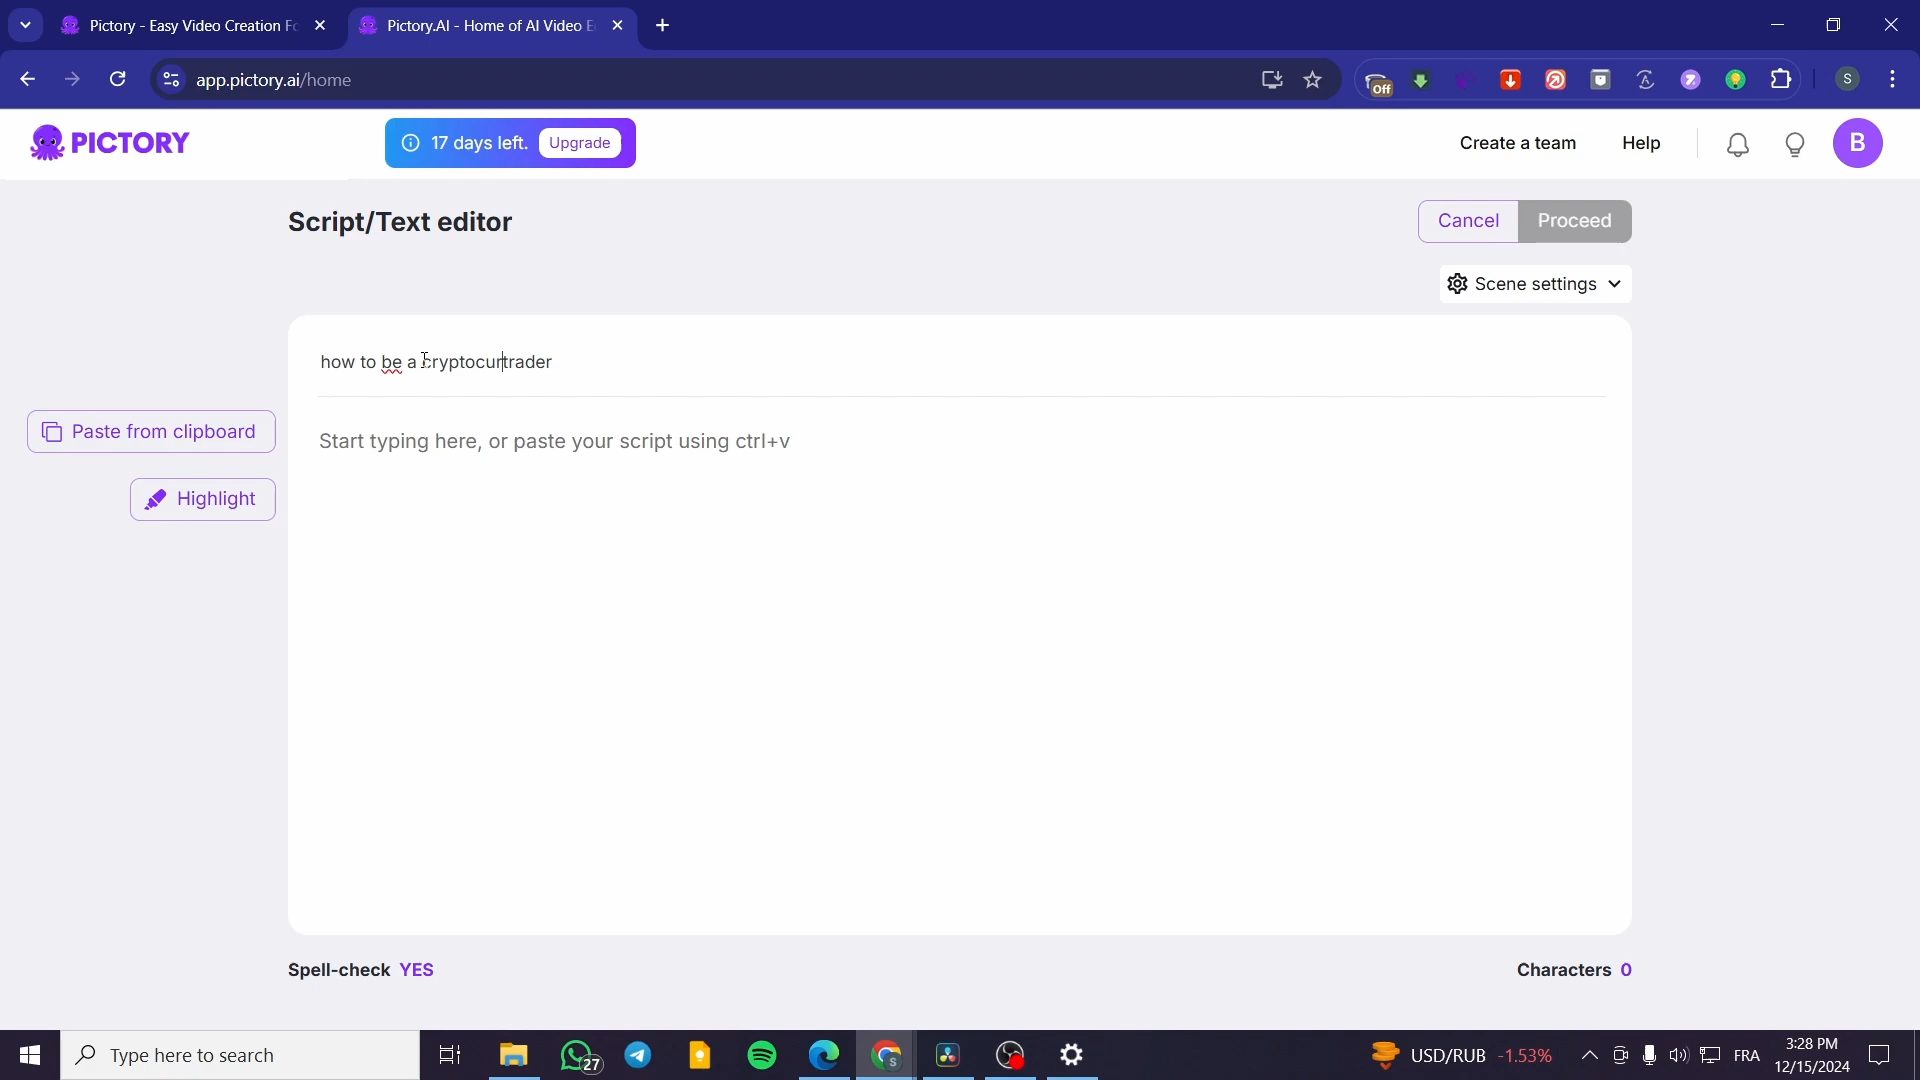 Pictory - Easy Video Creation Fo
Pictory.AI - Home of AI Video E
app.pictory.ai/home
Off
S
PICTORY
17 days left.
Upgrade
Create a team
Help
B
Script/Text editor
Cancel
Proceed
Scene settings
how to be a cryptocurtrader
Paste from clipboard
Start typing here, or paste your script using ctrl+v
Highlight
Spell-check YES
Characters 0
Type here to search
27
S
USD/RUB -1.53%
FRA
3:28 PM
12/15/2024